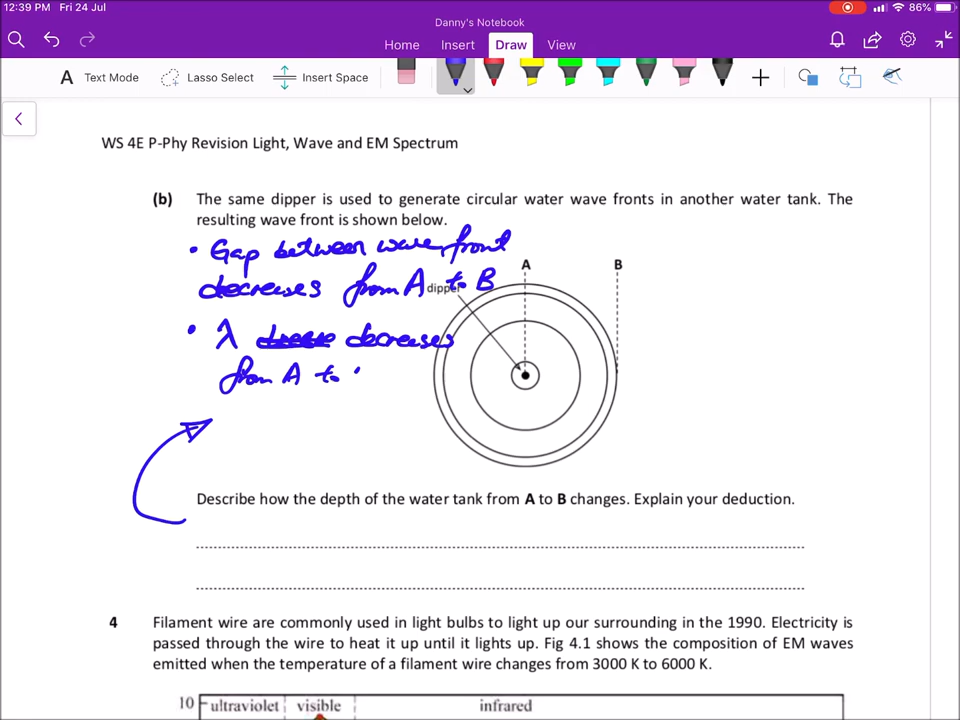 12:39 PM Fri 24 Jul
86%
Danny's Notebook
Home Insert Draw View
A Text Mode Lasso Select Insert Space
WS 4E P-Phy Revision Light, Wave and EM Spectrum
(b) The same dipper is used to generate circular water wave fronts in another water tank. The
resulting wave front is shown below.
• Gap between wave front
decreases from A to B
A B
dipper
• λ decreases
from A to
Describe how the depth of the water tank from A to B changes. Explain your deduction.
4 Filament wire are commonly used in light bulbs to light up our surrounding in the 1990. Electricity is
passed through the wire to heat it up until it lights up. Fig 4.1 shows the composition of EM waves
emitted when the temperature of a filament wire changes from 3000 K to 6000 K.
10 ultraviolet visible infrared